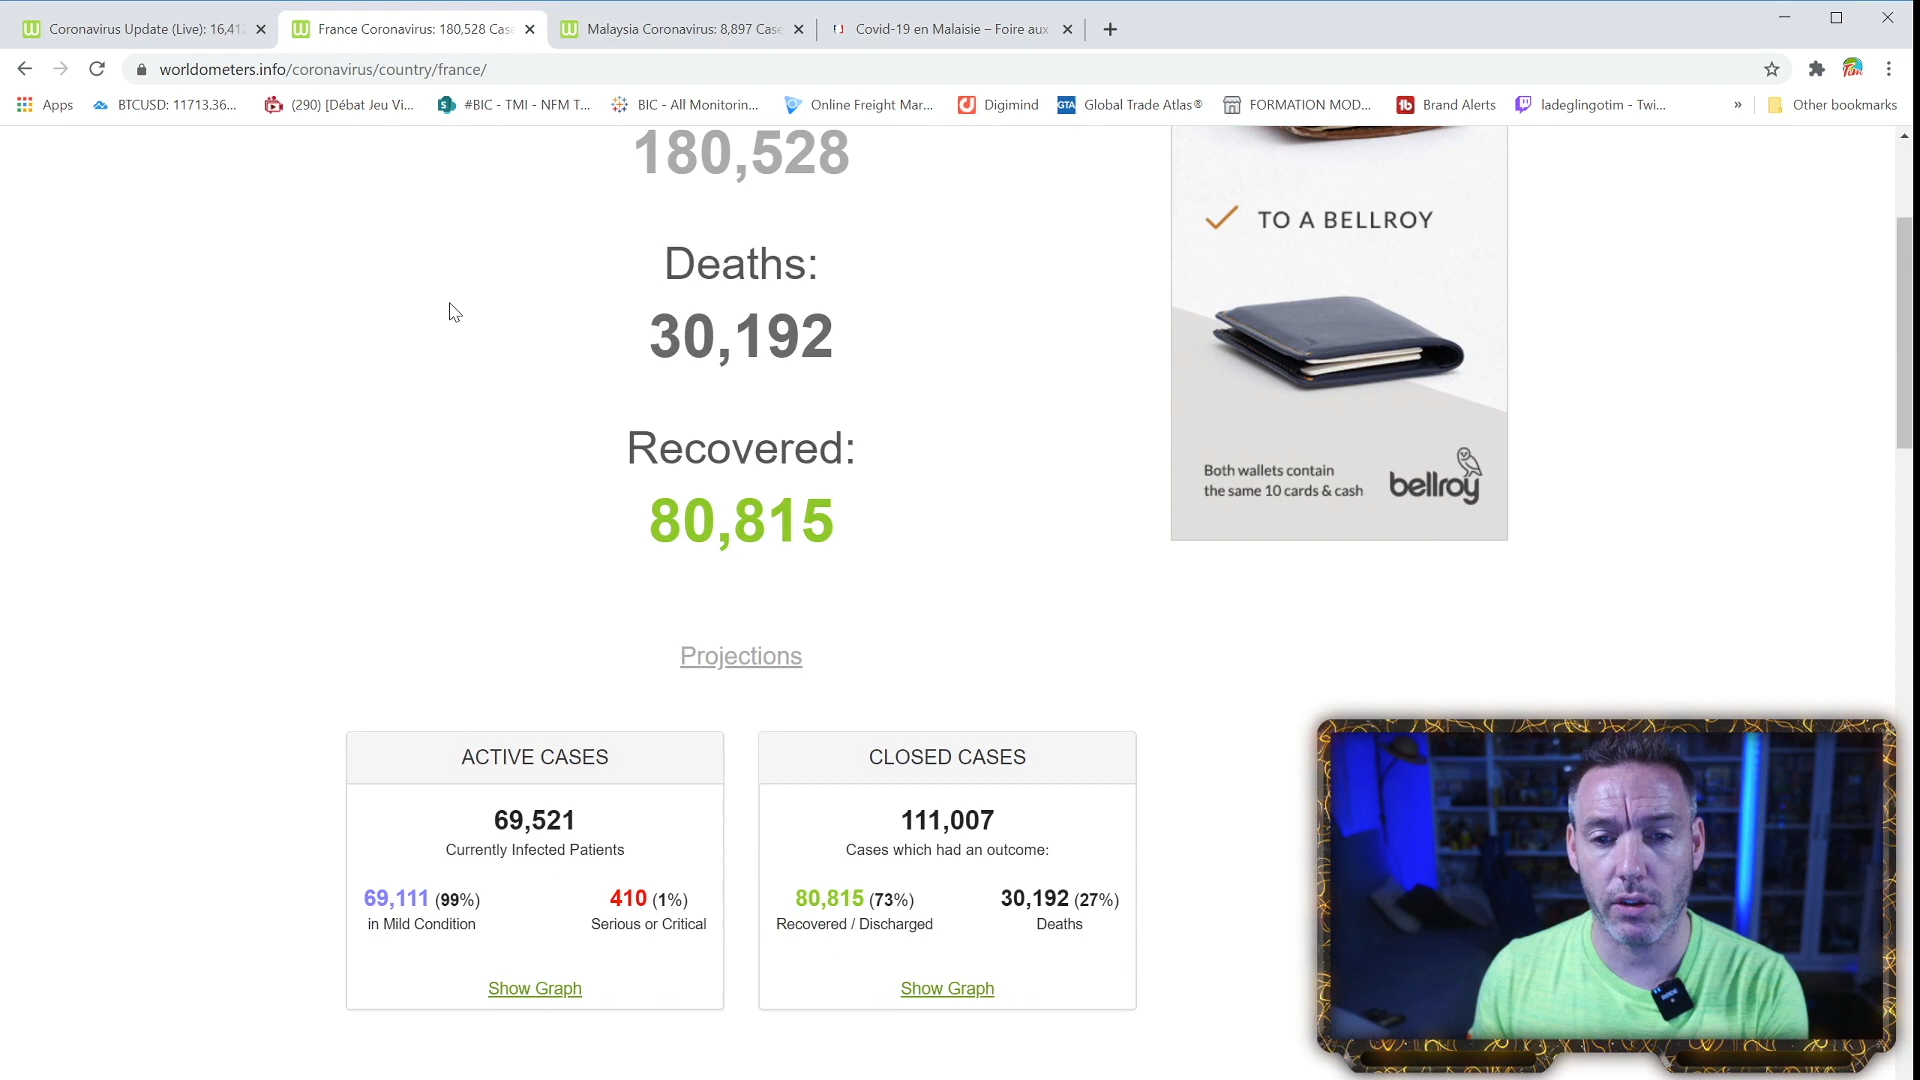 Coronavirus Update (Live): 16,412
France Coronavirus: 180,528 Case
Malaysia Coronavirus: 8,897 Case
Covid-19 en Malaisie – Foire aux
worldometers.info/coronavirus/country/france/
Apps
BTCUSD: 11713.36...
(290) [Débat Jeu Vi...
#BIC - TMI - NFM T...
BIC - All Monitorin...
Online Freight Mar...
Digimind
GTA
Global Trade Atlas®
FORMATION MOD...
Brand Alerts
ladeglingotim - Twi...
»
Other bookmarks
180,528
TO A BELLROY
Deaths:
30,192
Recovered:
80,815
Both wallets contain
the same 10 cards & cash
bellroy
Projections
ACTIVE CASES
69,521
Currently Infected Patients
69,111 (99%)
in Mild Condition
410 (1%)
Serious or Critical
Show Graph
CLOSED CASES
111,007
Cases which had an outcome:
80,815 (73%)
Recovered / Discharged
30,192 (27%)
Deaths
Show Graph